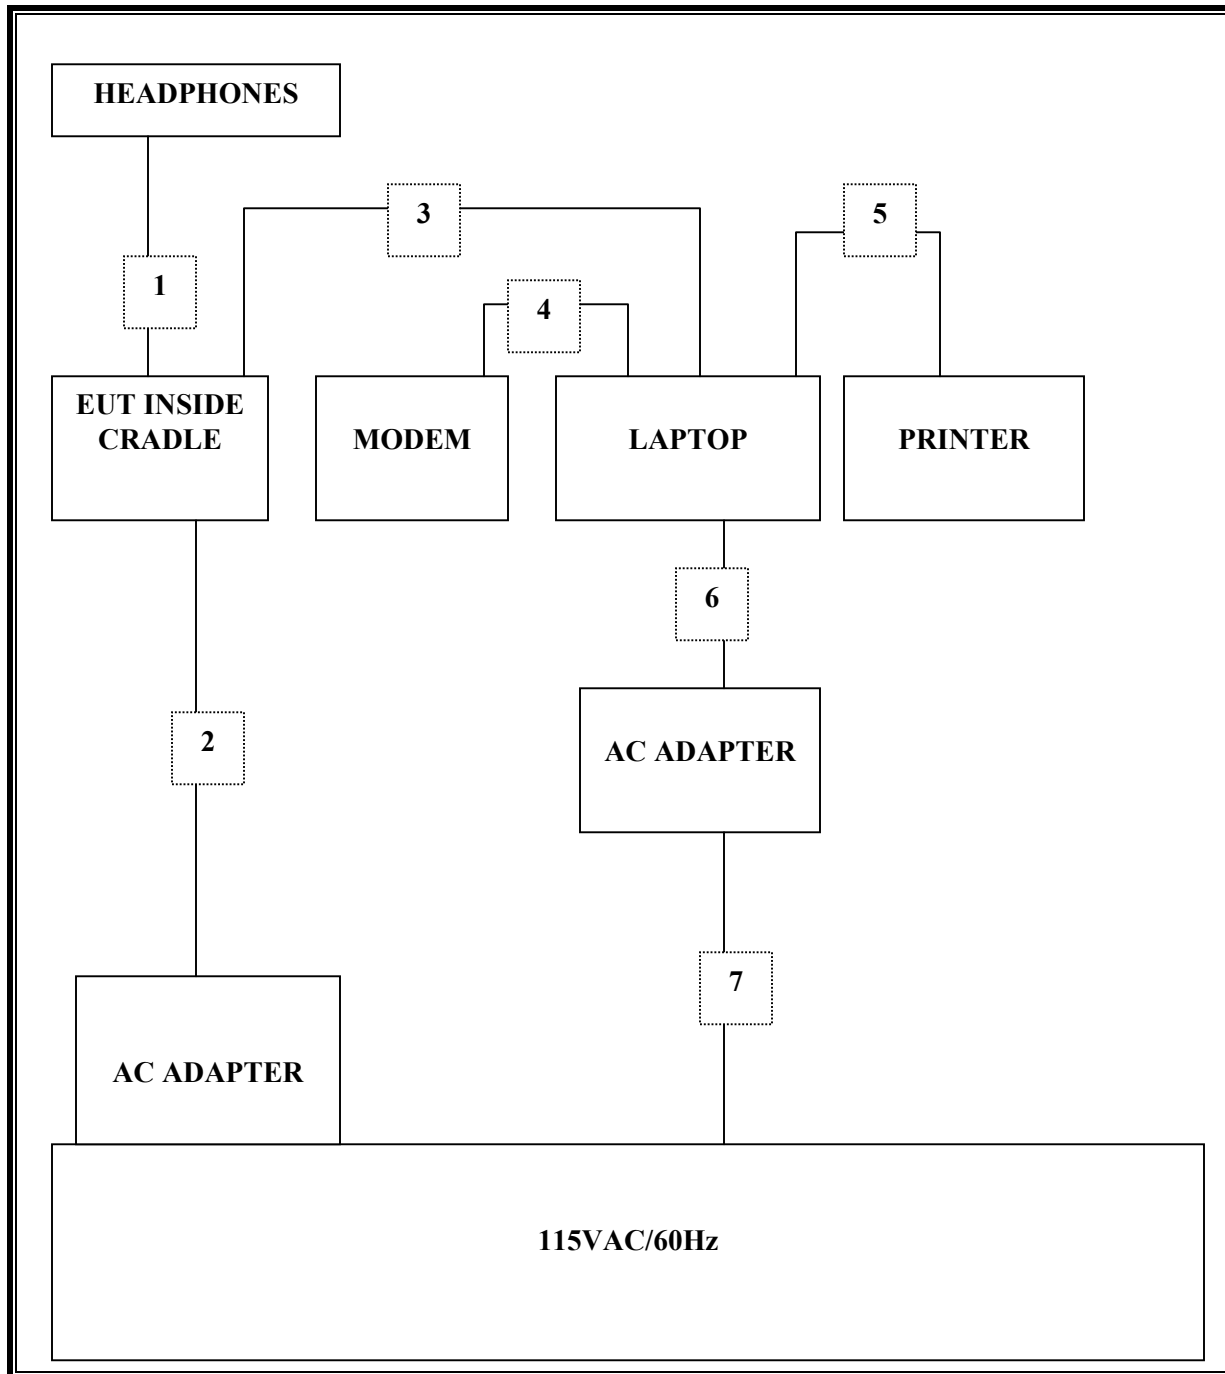 HEADPHONES
3
5
1
4
EUT INSIDE
CRADLE
MODEM
LAPTOP
PRINTER
6
2
AC ADAPTER
7
AC ADAPTER
115VAC/60Hz